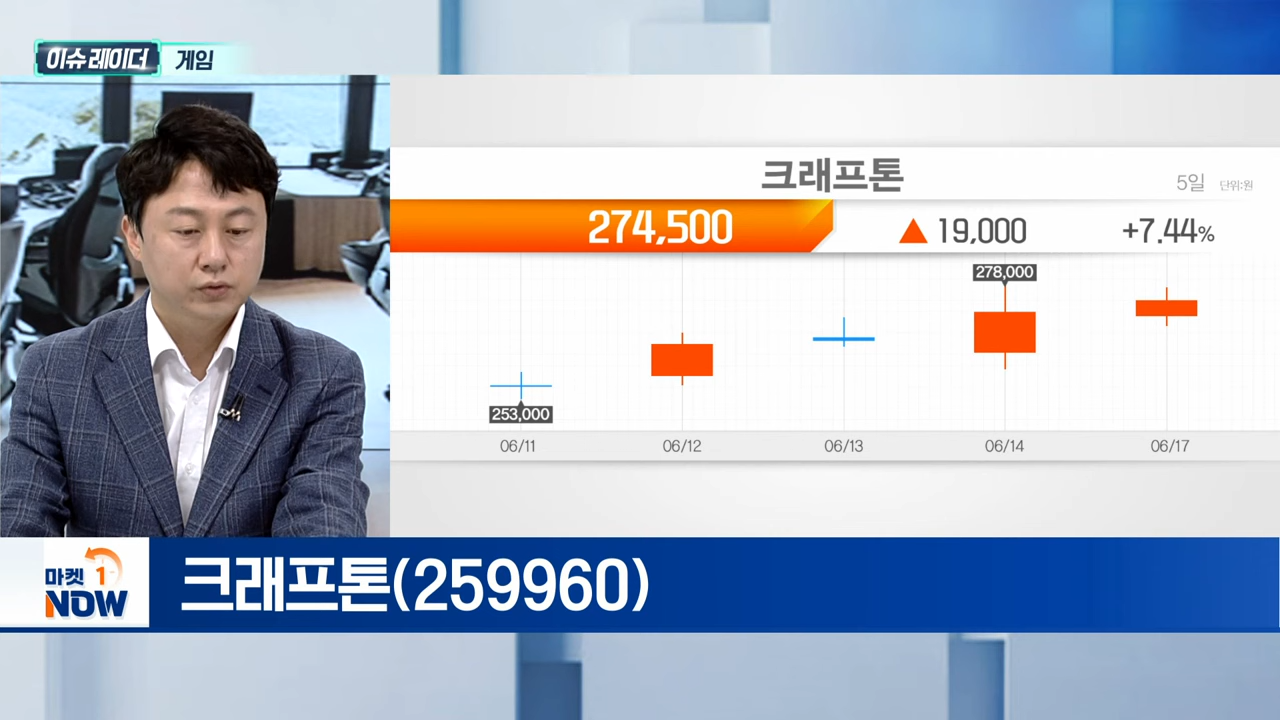 이슈레이더 게임
크래프톤
5일 단위:원
274,500 ▲ 19,000 +7.44%
278,000
253,000
06/11 06/12 06/13 06/14 06/17
마켓 1
NOW
크래프톤(259960)